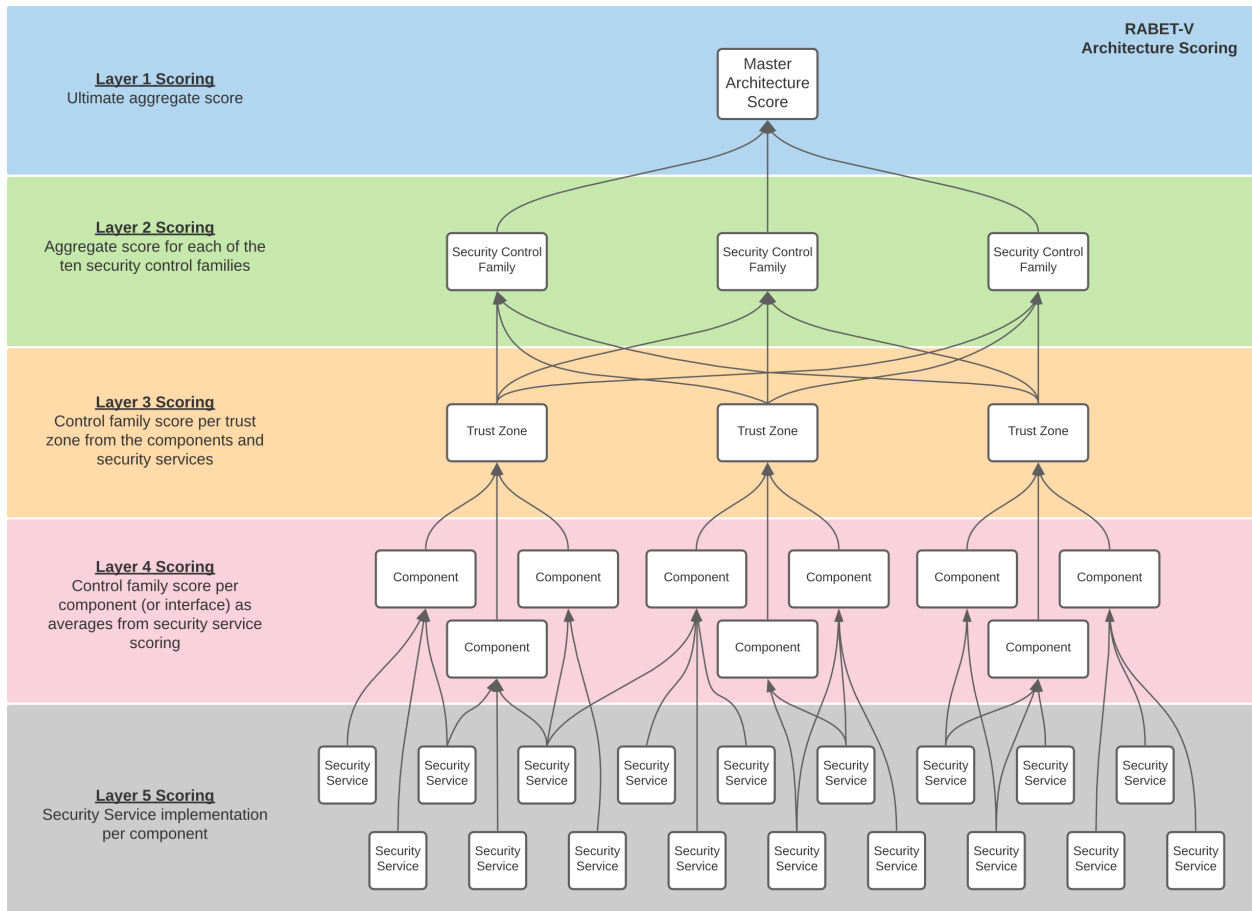 RABET-V
Architecture Scoring
Layer 1 Scoring
Ultimate aggregate score
Master
Architecture
Score
Layer 2 Scoring
Aggregate score for each of the
ten security control families
Security Control
Family
Security Control
Family
Security Control
Family
Layer 3 Scoring
Control family score per trust
zone from the components and
security services
Trust Zone
Trust Zone
Trust Zone
Layer 4 Scoring
Control family score per
component (or interface) as
averages from security service
scoring
Component
Component
Component
Component
Component
Component
Component
Component
Component
Layer 5 Scoring
Security Service implementation
per component
Security
Service
Security
Service
Security
Service
Security
Service
Security
Service
Security
Service
Security
Service
Security
Service
Security
Service
Security
Service
Security
Service
Security
Service
Security
Service
Security
Service
Security
Service
Security
Service
Security
Service
Security
Service